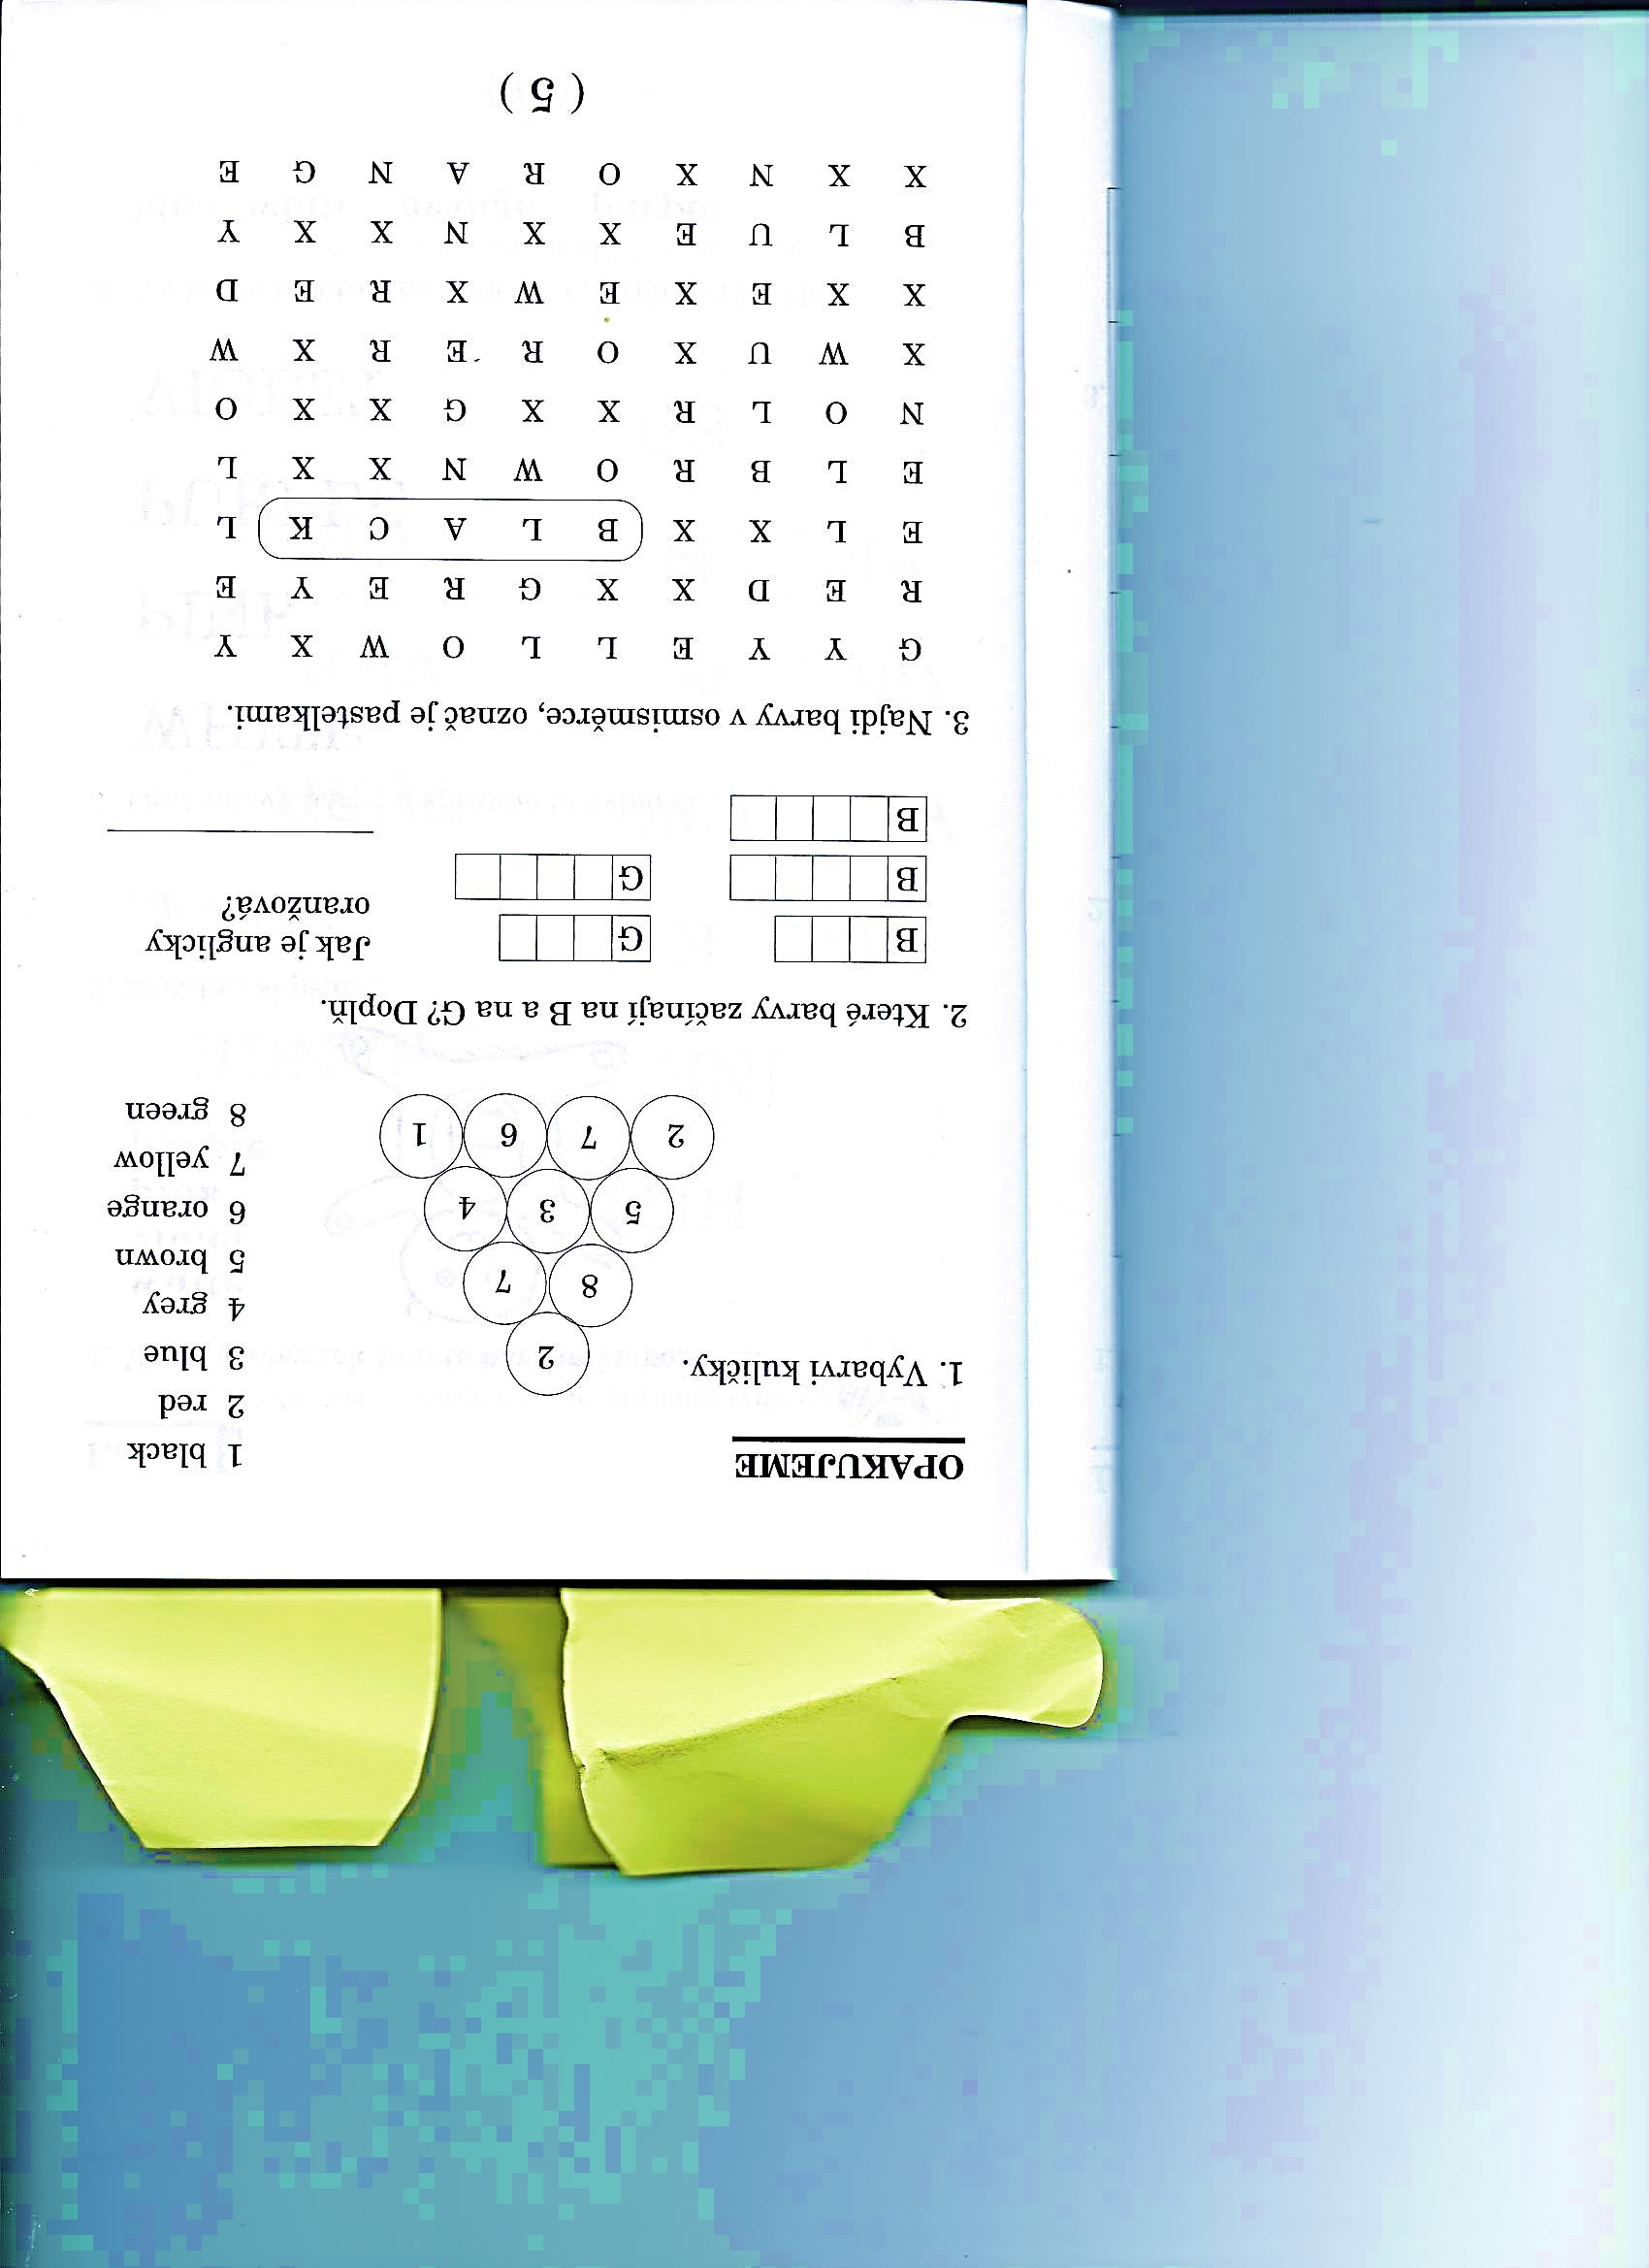 OPAKUJEME
1. Vybarvi kuličky.
2
8 7
5 3 4
2 7 6 1
1 black
2 red
3 blue
4 grey
5 brown
6 orange
7 yellow
8 green
2. Které barvy začínají na B a na G? Doplň.
B
B
B
G
G
Jak je anglicky
oranžová?
3. Najdi barvy v osmisměrce, označ je pastelkami.
G Y Y E L L O W X Y
R E D X X G R E Y E
E L X X B L A C K L
E L B R O W N X X L
N O L R X X G X X O
X W U X O R E R X W
X X E X E W X R E D
B L U E X X N X X Y
X X N X O R A N G E
( 5 )